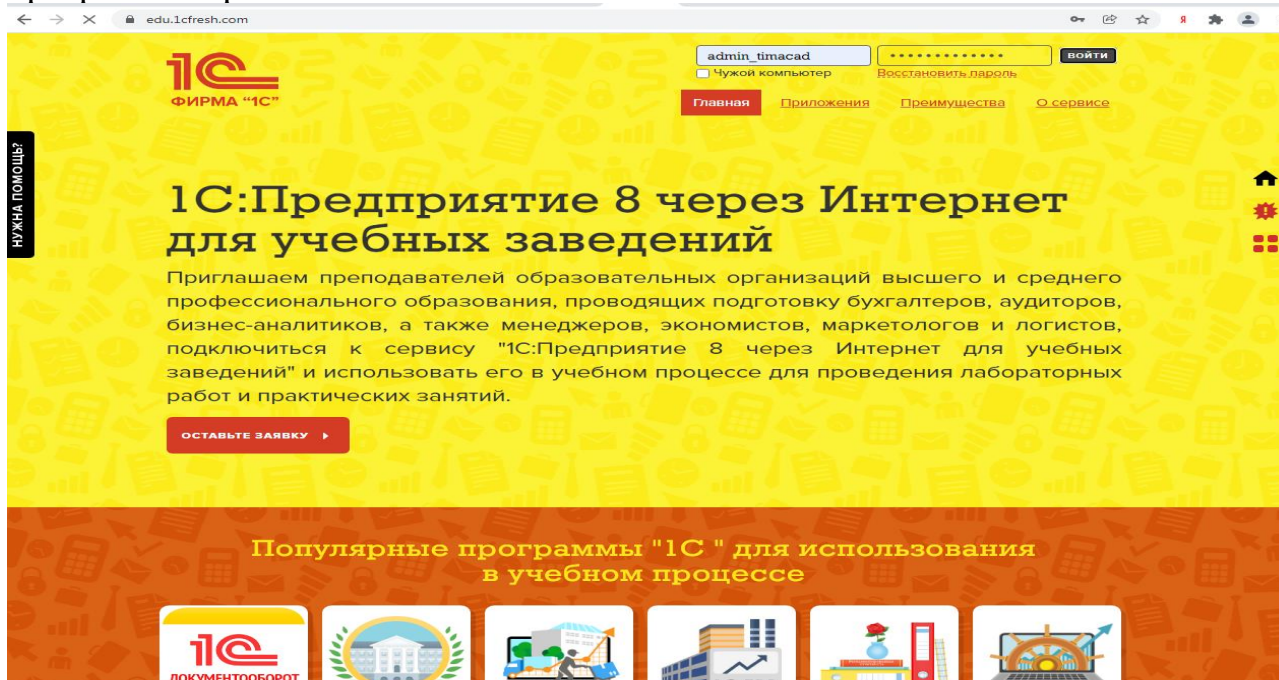 edu.1cfresh.com
Я
1С
ФИРМА "1С"
admin_timacad
•••••••••••••
ВОЙТИ
Чужой компьютер
Восстановить пароль
Главная
Приложения
Преимущества
О сервисе
НУЖНА ПОМОЩЬ?
1С:Предприятие 8 через Интернет
для учебных заведений
Приглашаем преподавателей образовательных организаций высшего и среднего
профессионального образования, проводящих подготовку бухгалтеров, аудиторов,
бизнес-аналитиков, а также менеджеров, экономистов, маркетологов и логистов,
подключиться к сервису "1С:Предприятие 8 через Интернет для учебных
заведений" и использовать его в учебном процессе для проведения лабораторных
работ и практических занятий.
ОСТАВЬТЕ ЗАЯВКУ
Популярные программы "1С " для использования
в учебном процессе
1С
ДОКУМЕНТООБОРОТ